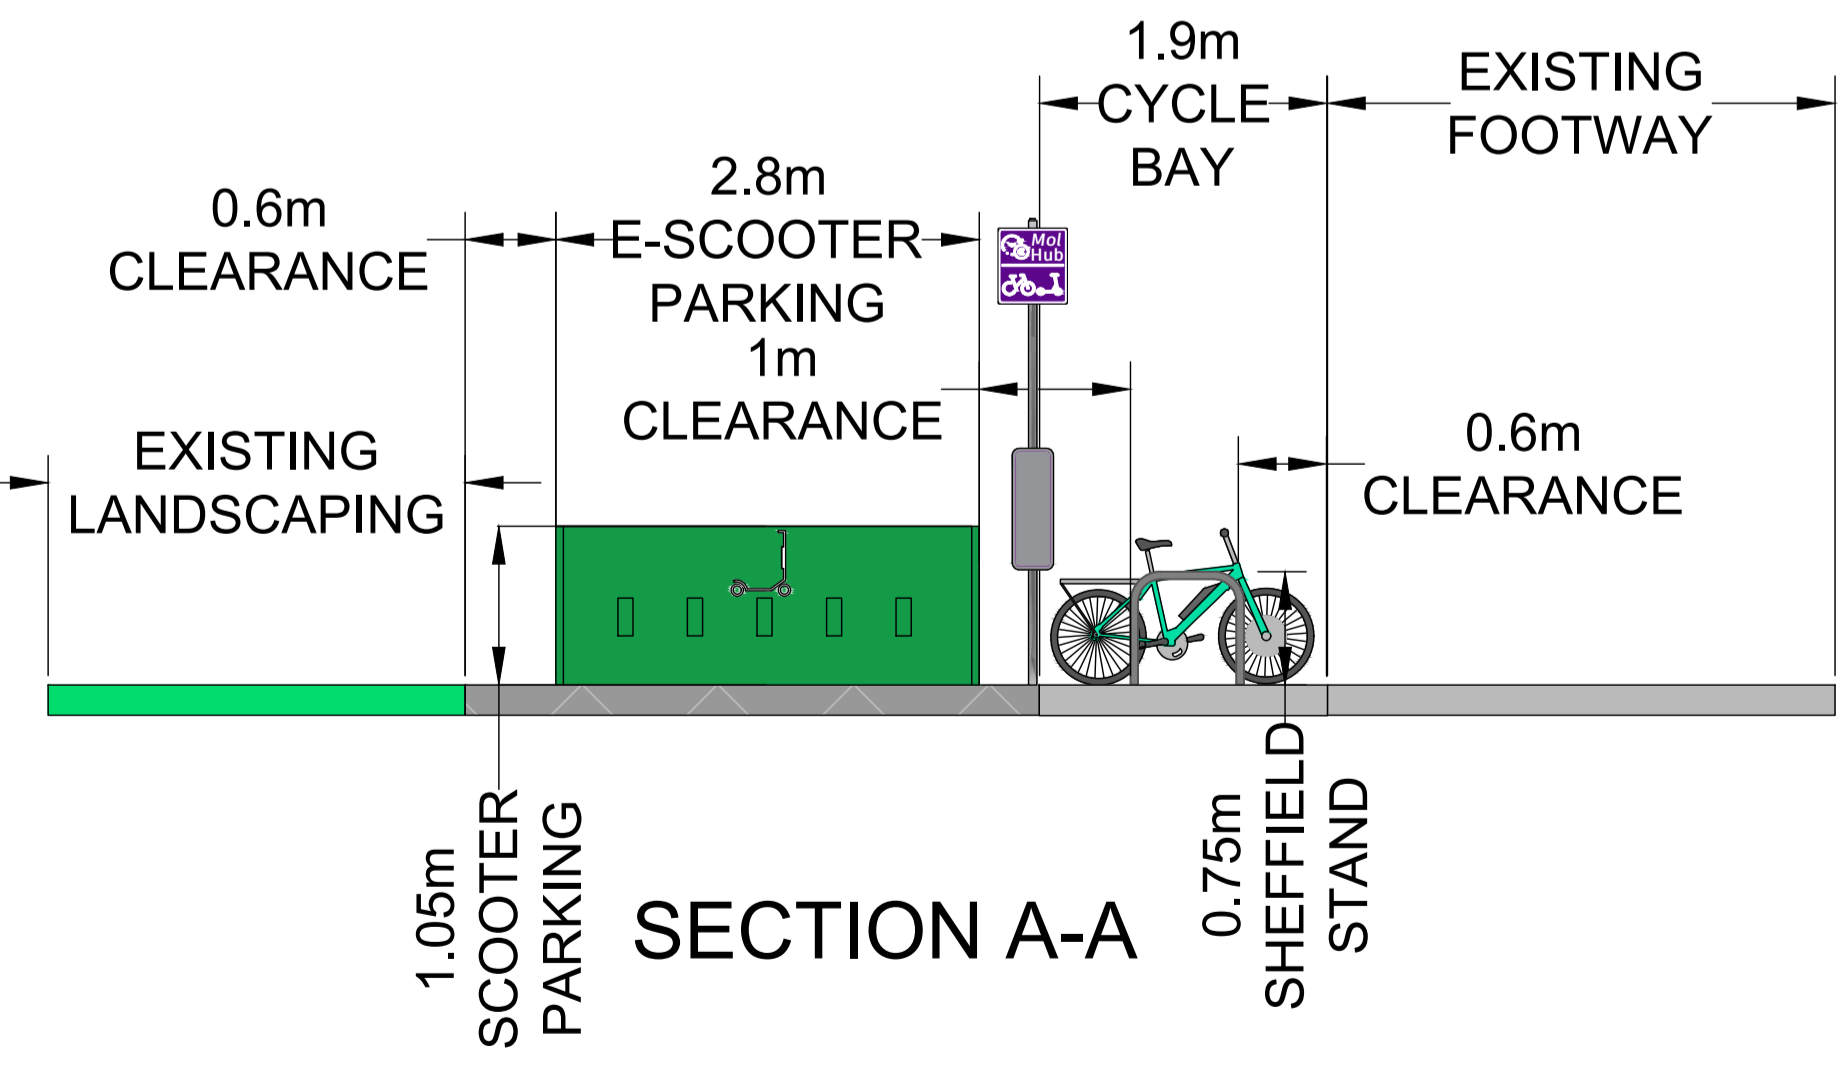 1.9m
CYCLE
BAY
EXISTING
FOOTWAY
2.8m
E-SCOOTER
PARKING
0.6m
CLEARANCE
Mol
Hub
1m
CLEARANCE
EXISTING
LANDSCAPING
0.6m
CLEARANCE
1.05m
SCOOTER
PARKING
0.75m
SHEFFIELD
STAND
SECTION A-A